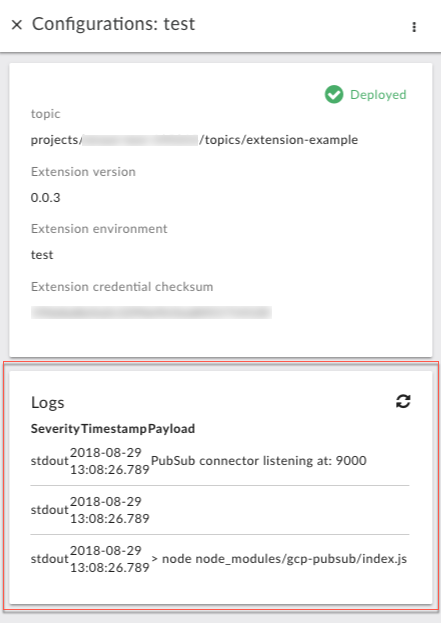 × Configurations: test
Deployed
topic
projects/ /topics/extension-example
Extension version
0.0.3
Extension environment
test
Extension credential checksum
Logs
Severity Timestamp Payload
stdout 2018-08-29 13:08:26.789 PubSub connector listening at: 9000
stdout 2018-08-29 13:08:26.789
stdout 2018-08-29 13:08:26.789 > node node_modules/gcp-pubsub/index.js